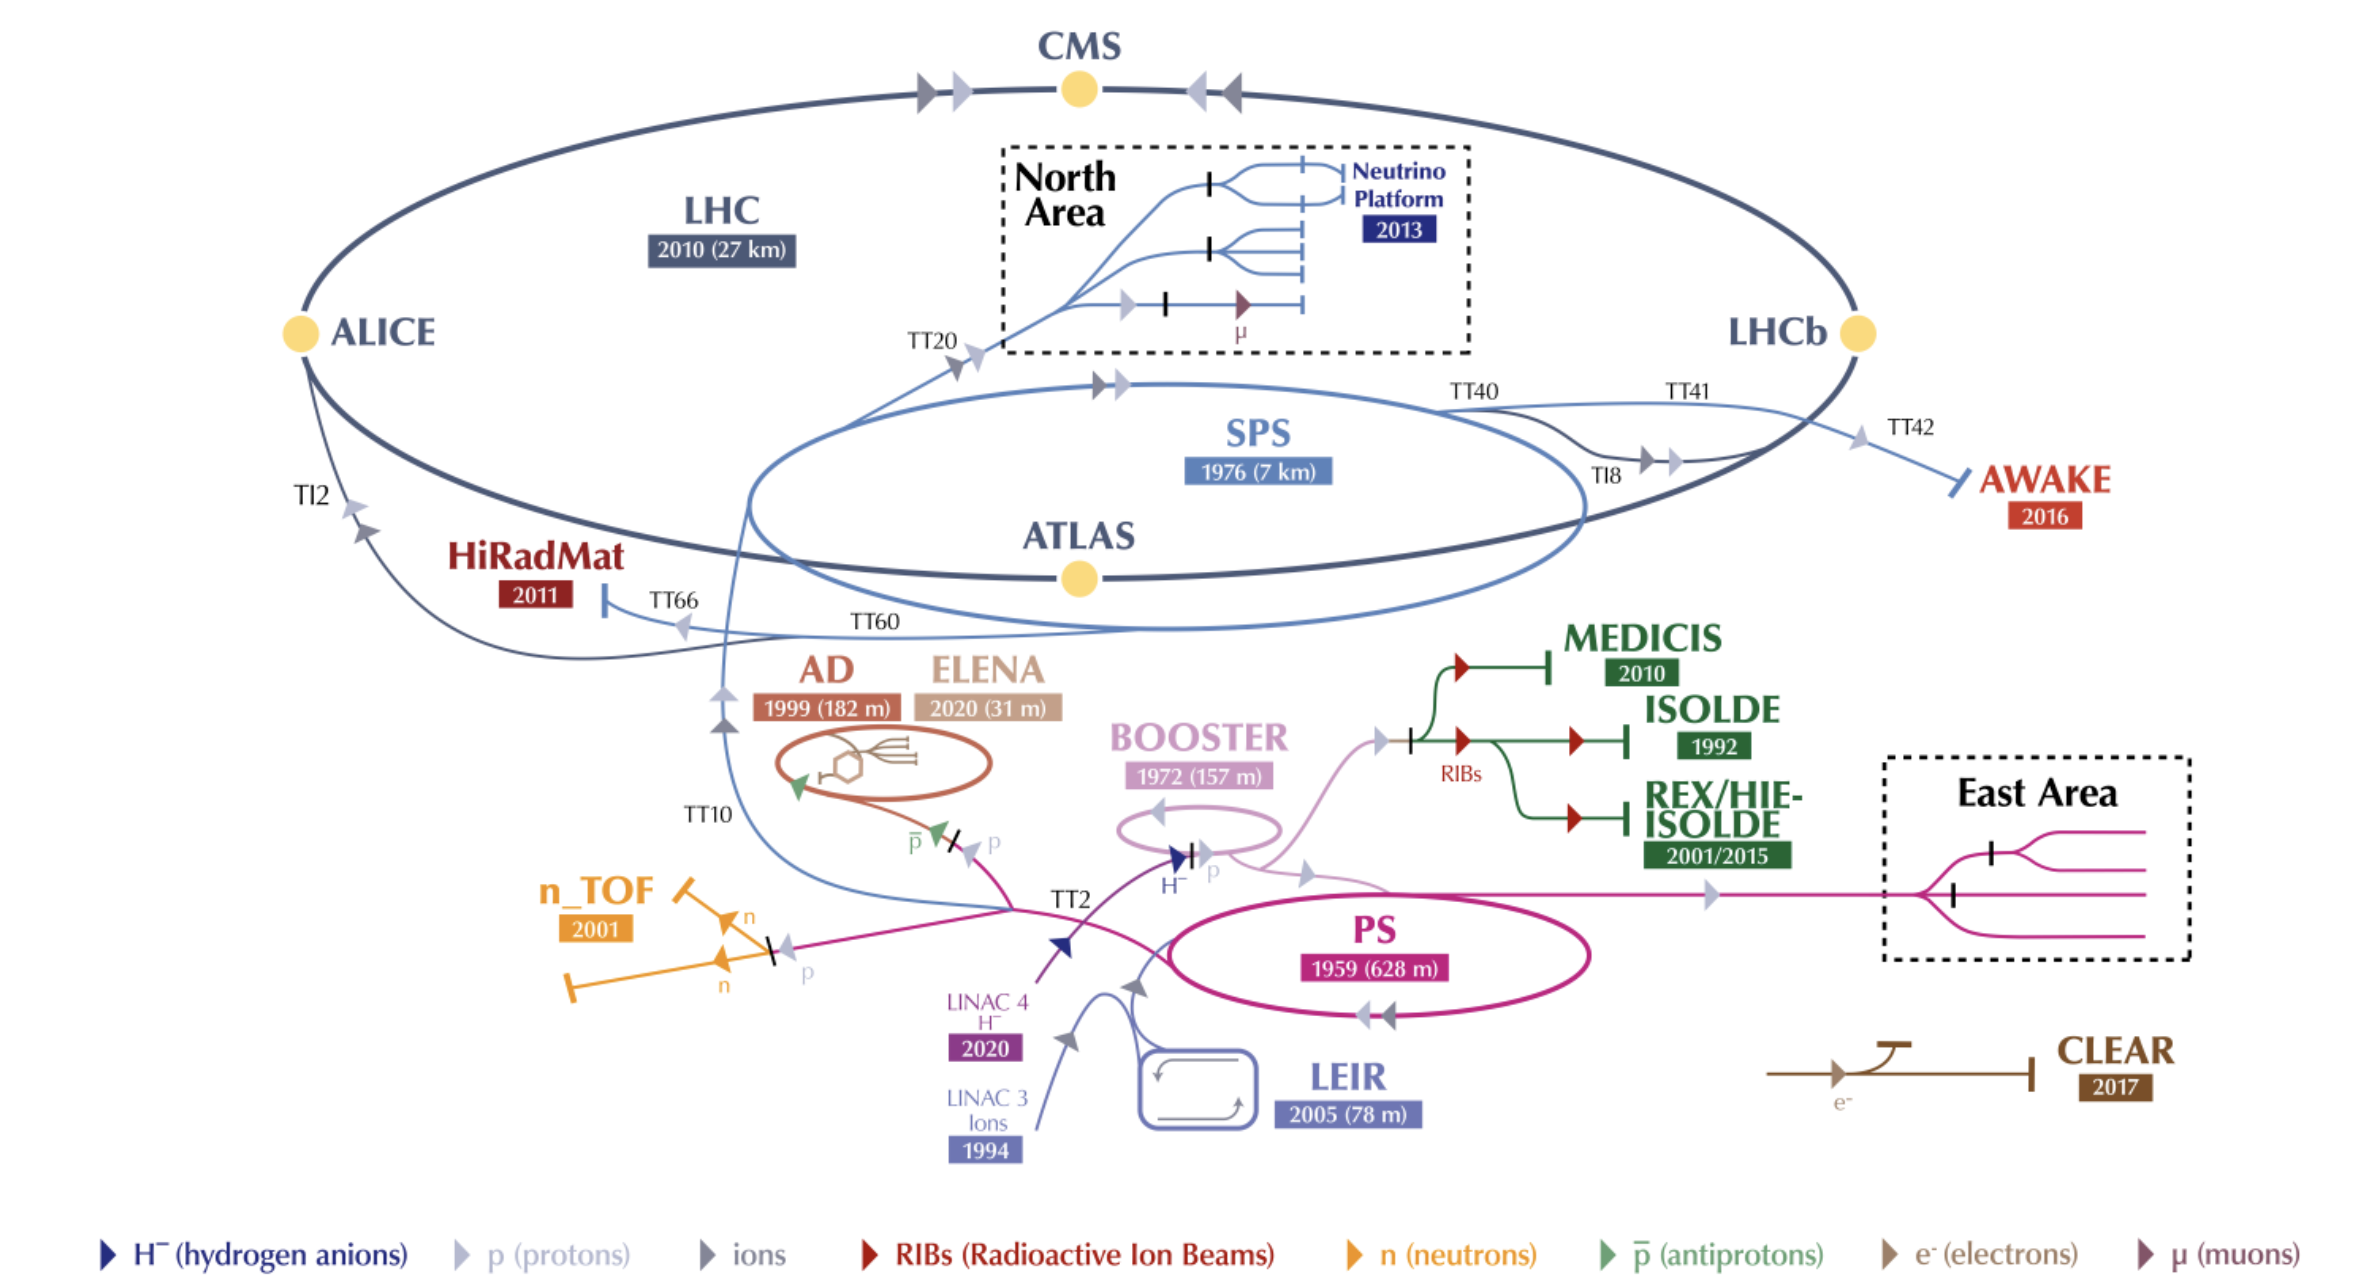 CMS
North
Area
Neutrino
Platform
2013
LHC
2010 (27 km)
ALICE
LHCb
TT20
μ
TT40
TT41
TT42
SPS
1976 (7 km)
TI8
AWAKE
2016
TI2
ATLAS
HiRadMat
2011
TT66
TT60
AD
1999 (182 m)
ELENA
2020 (31 m)
MEDICIS
2010
ISOLDE
1992
BOOSTER
1972 (157 m)
RIBs
REX/HIE-
ISOLDE
2001/2015
East Area
TT10
p̄
p
H⁻
p
n_TOF
2001
n
n
p
TT2
PS
1959 (628 m)
LINAC 4
H⁻
2020
LINAC 3
Ions
1994
LEIR
2005 (78 m)
CLEAR
2017
e⁻
H⁻ (hydrogen anions)
p (protons)
ions
RIBs (Radioactive Ion Beams)
n (neutrons)
p̄ (antiprotons)
e⁻ (electrons)
μ (muons)